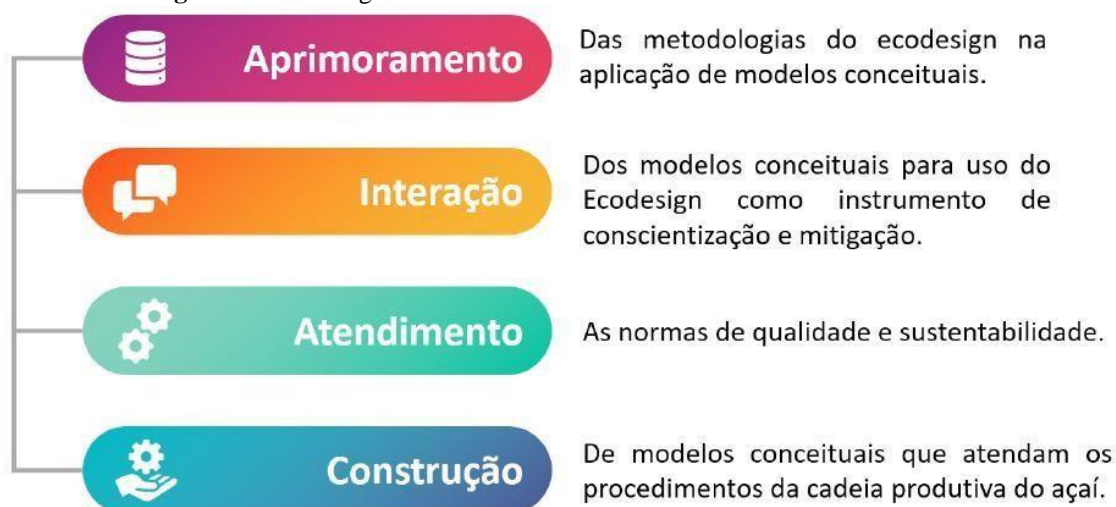 Aprimoramento
Das metodologias do ecodesign na
aplicação de modelos conceituais.
Interação
Dos modelos conceituais para uso do
Ecodesign como instrumento de
conscientização e mitigação.
Atendimento
As normas de qualidade e sustentabilidade.
Construção
De modelos conceituais que atendam os
procedimentos da cadeia produtiva do açaí.